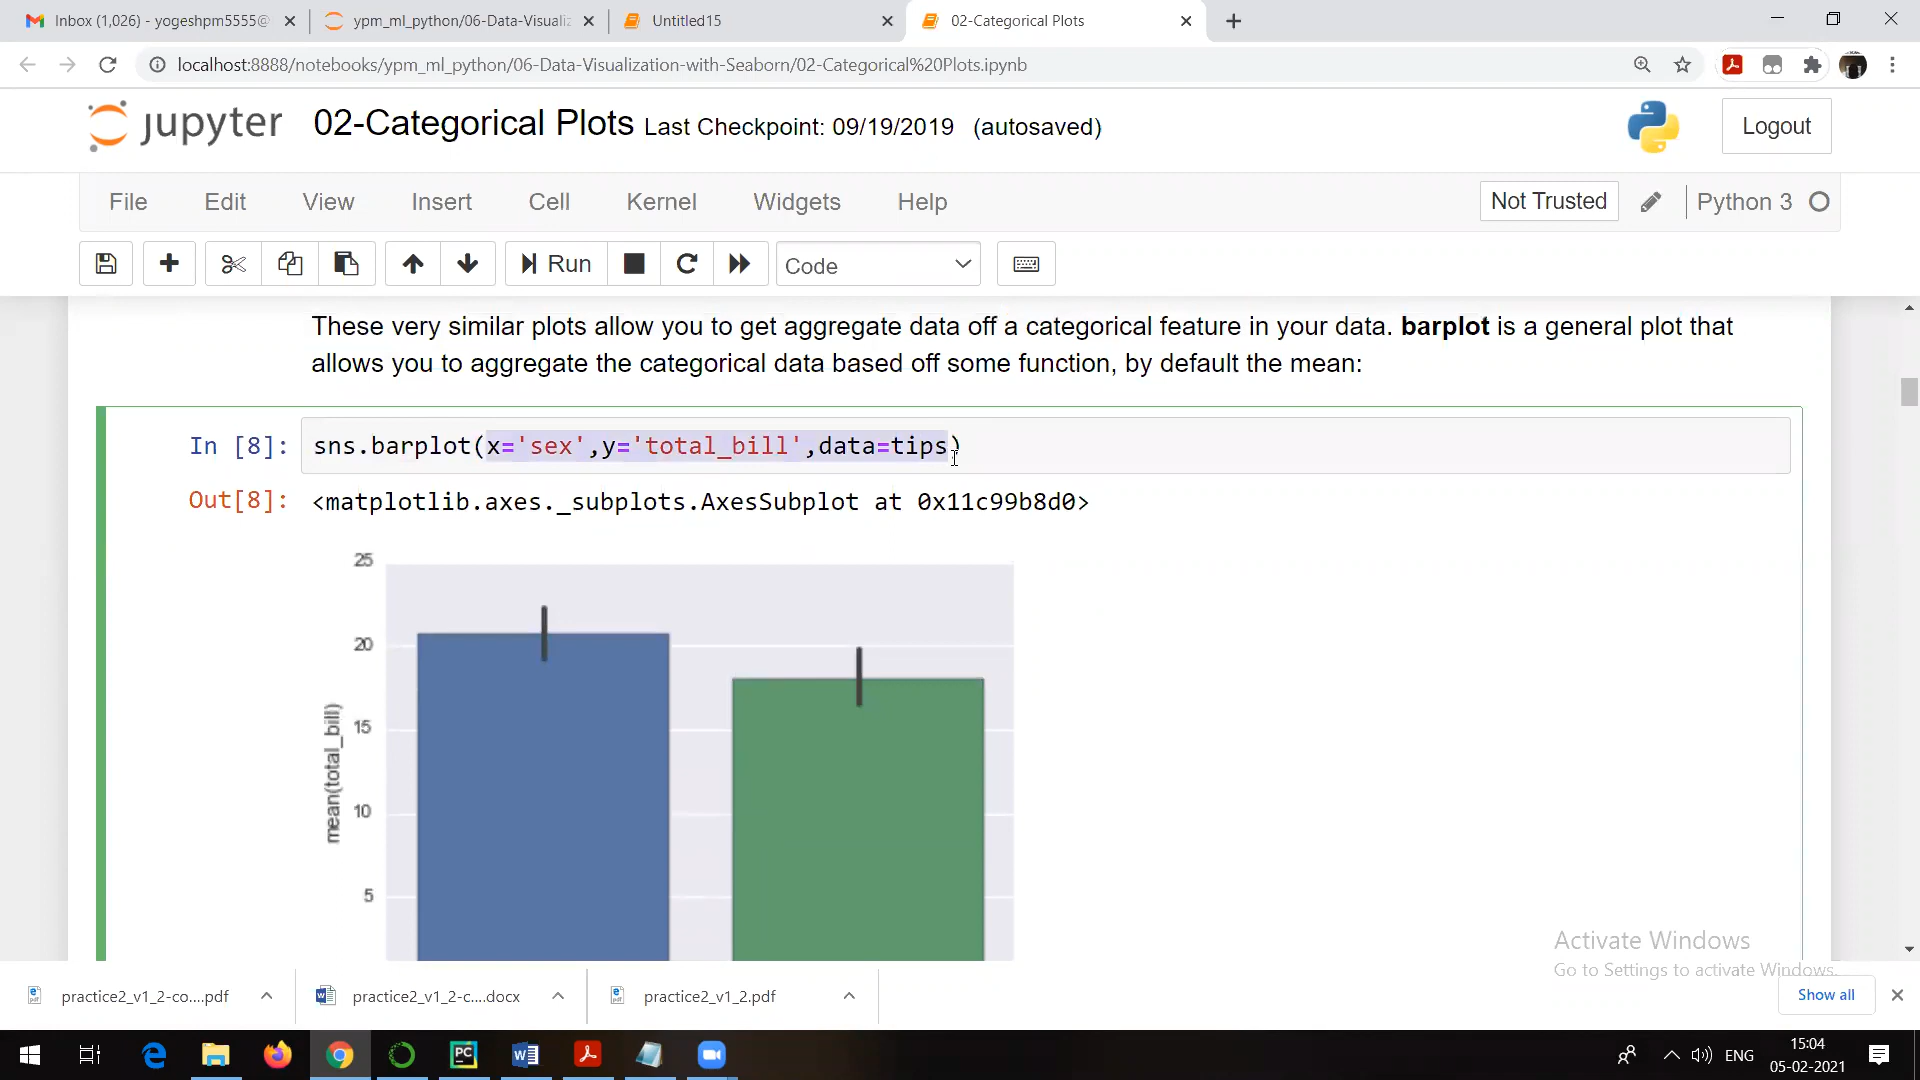 Inbox (1,026) - yogeshpm5555@
ypm_ml_python/06-Data-Visualiz
Untitled15
02-Categorical Plots
localhost:8888/notebooks/ypm_ml_python/06-Data-Visualization-with-Seaborn/02-Categorical%20Plots.ipynb
jupyter 02-Categorical Plots Last Checkpoint: 09/19/2019 (autosaved)
Logout
File Edit View Insert Cell Kernel Widgets Help
Not Trusted
Python 3
Run
Code
These very similar plots allow you to get aggregate data off a categorical feature in your data. barplot is a general plot that
allows you to aggregate the categorical data based off some function, by default the mean:
In [8]: sns.barplot(x='sex',y='total_bill',data=tips)
Out[8]: <matplotlib.axes._subplots.AxesSubplot at 0x11c99b8d0>
25
20
15
10
5
mean(total_bill)
Activate Windows
Go to Settings to activate Windows.
practice2_v1_2-co....pdf
practice2_v1_2-c....docx
practice2_v1_2.pdf
Show all
ENG
15:04
05-02-2021